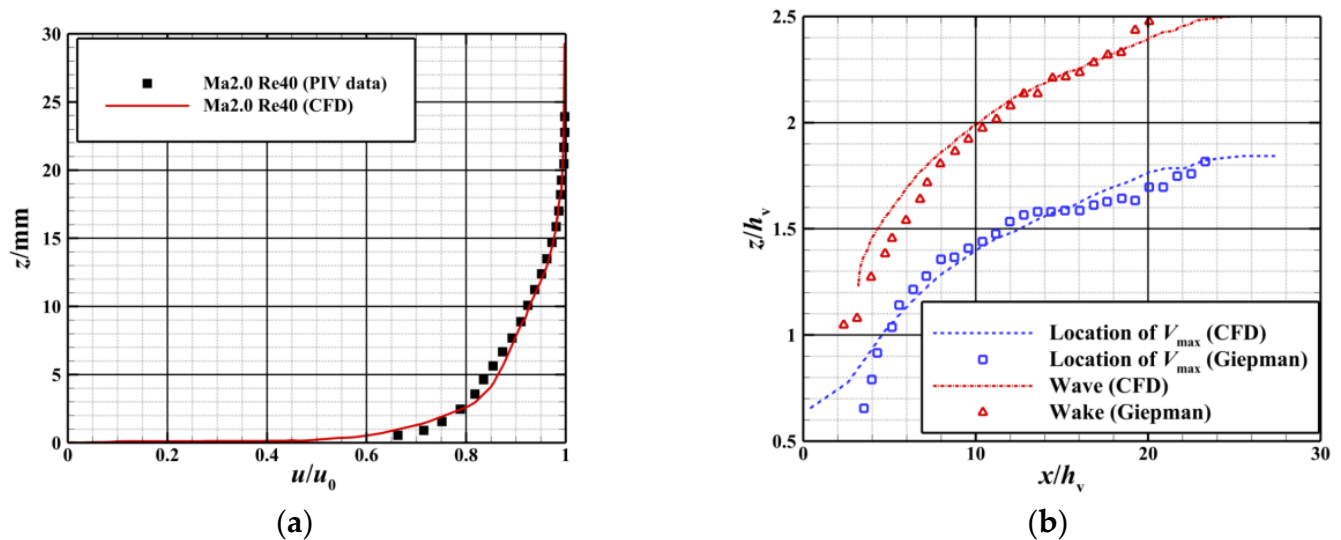 30
25
20
15
10
5
0
z/mm
Ma2.0 Re40 (PIV data)
Ma2.0 Re40 (CFD)
0 0.2 0.4 0.6 0.8 1
u/u0
(a)
2.5
2
1.5
1
0.5
z/hv
Location of Vmax (CFD)
Location of Vmax (Giepman)
Wave (CFD)
Wake (Giepman)
0 10 20 30
x/hv
(b)